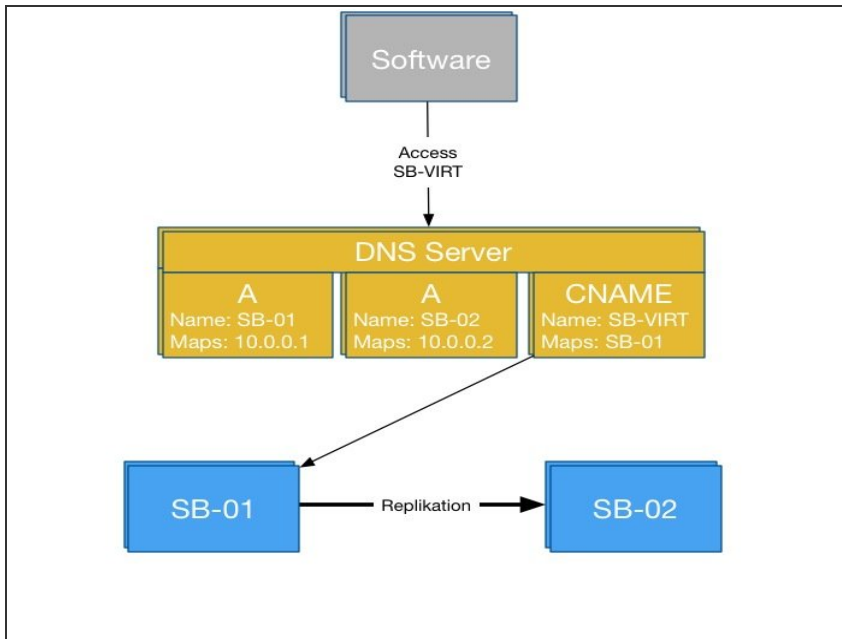 Software
Access
SB-VIRT
DNS Server
A
Name: SB-01
Maps: 10.0.0.1
A
Name: SB-02
Maps: 10.0.0.2
CNAME
Name: SB-VIRT
Maps: SB-01
SB-01
Replikation
SB-02